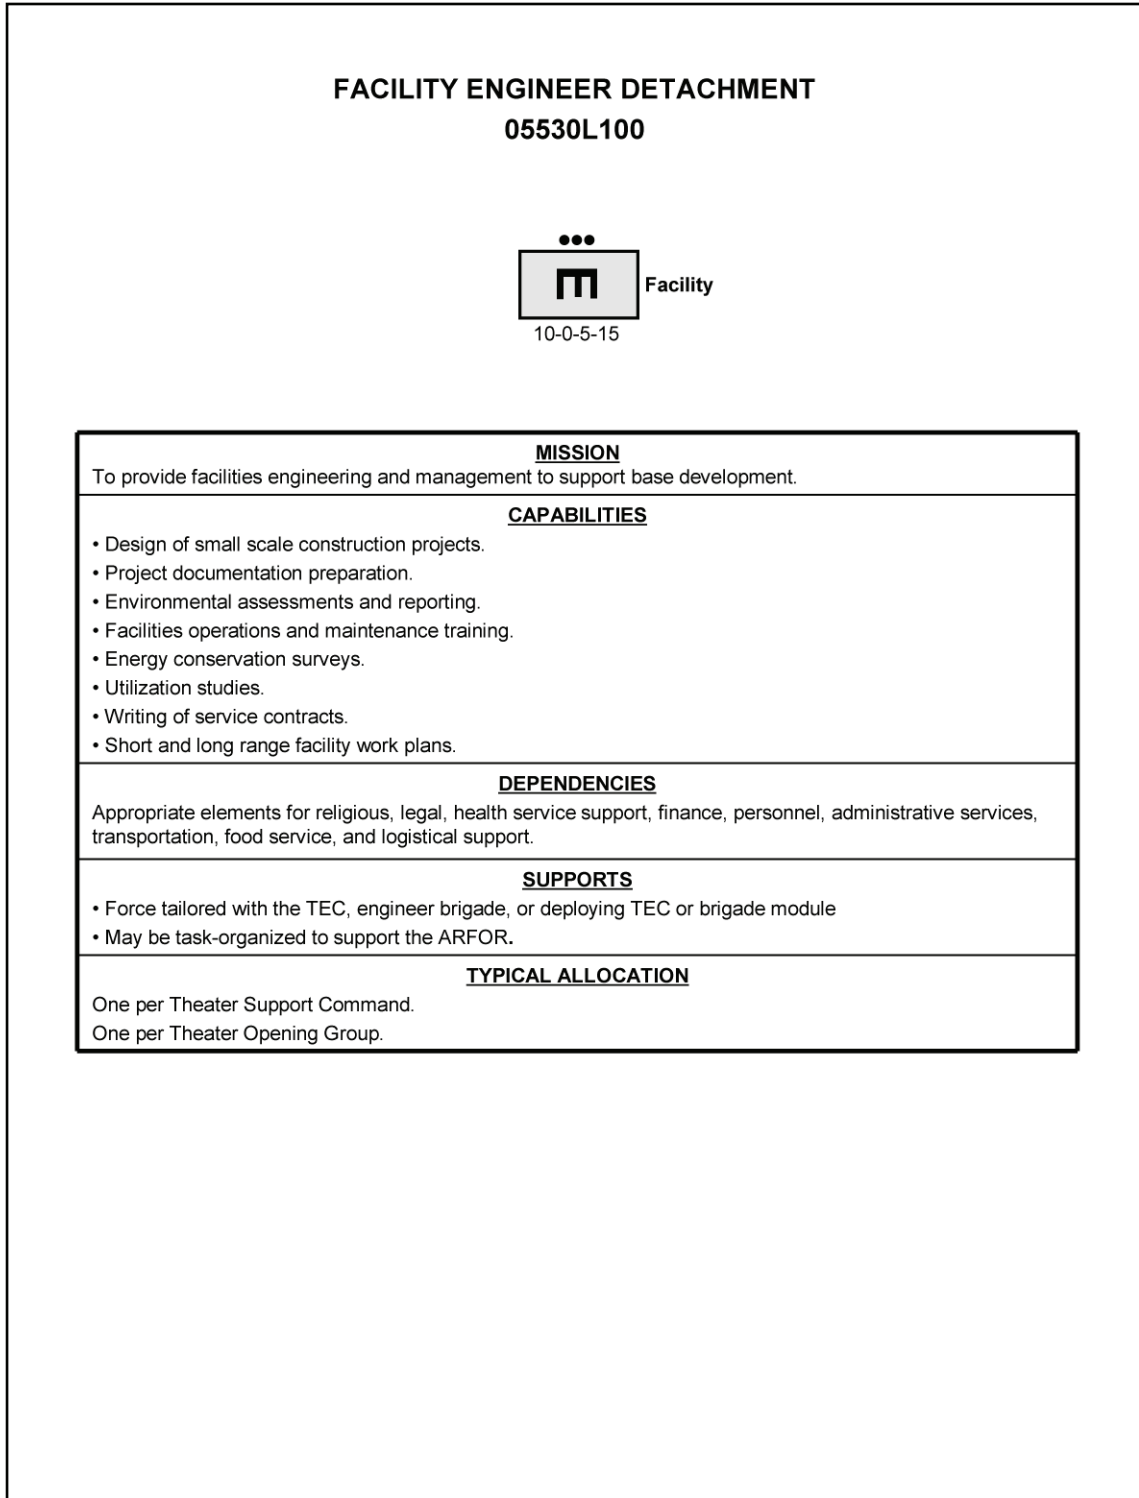 FACILITY ENGINEER DETACHMENT
05530L100
Facility
10-0-5-15
MISSION
To provide facilities engineering and management to support base development.
CAPABILITIES
• Design of small scale construction projects.
• Project documentation preparation.
• Environmental assessments and reporting.
• Facilities operations and maintenance training.
• Energy conservation surveys.
• Utilization studies.
• Writing of service contracts.
• Short and long range facility work plans.
DEPENDENCIES
Appropriate elements for religious, legal, health service support, finance, personnel, administrative services,
transportation, food service, and logistical support.
SUPPORTS
• Force tailored with the TEC, engineer brigade, or deploying TEC or brigade module
• May be task-organized to support the ARFOR.
TYPICAL ALLOCATION
One per Theater Support Command.
One per Theater Opening Group.